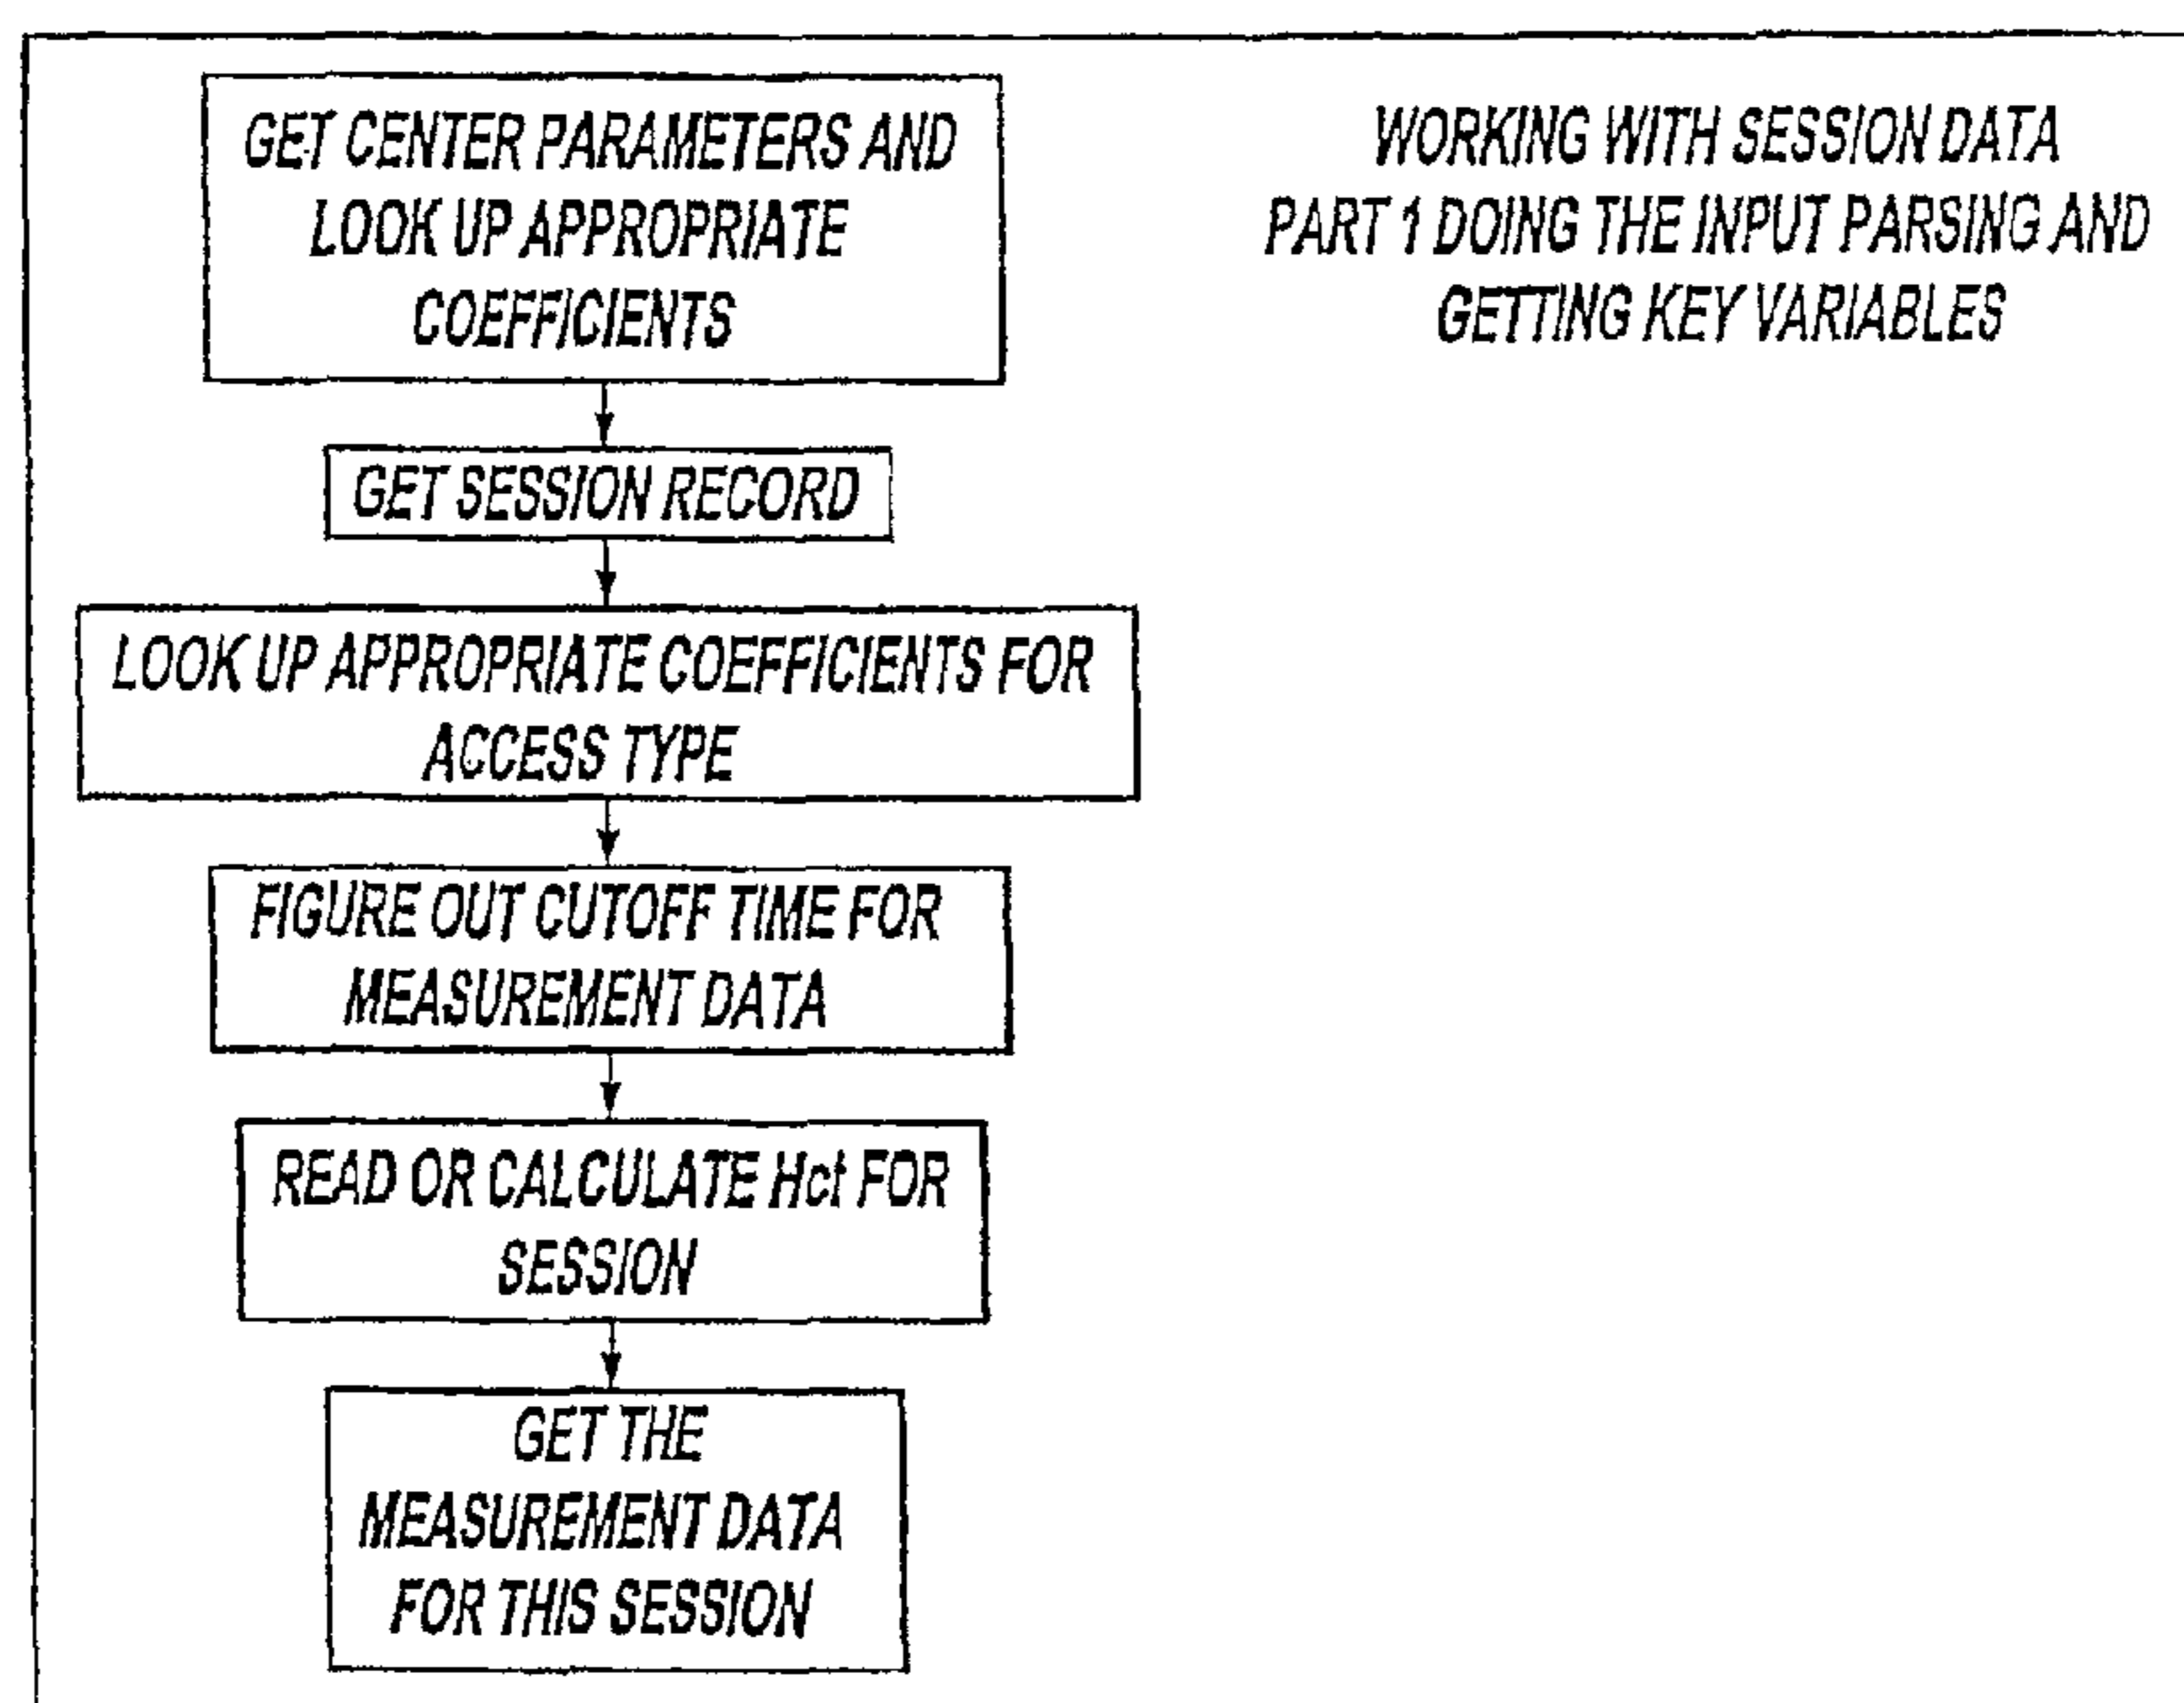 GET CENTER PARAMETERS AND
LOOK UP APPROPRIATE
COEFFICIENTS
WORKING WITH SESSION DATA
PART 1 DOING THE INPUT PARSING AND
GETTING KEY VARIABLES
GET SESSION RECORD
LOOK UP APPROPRIATE COEFFICIENTS FOR
ACCESS TYPE
FIGURE OUT CUTOFF TIME FOR
MEASUREMENT DATA
READ OR CALCULATE Hct FOR
SESSION
GET THE
MEASUREMENT DATA
FOR THIS SESSION